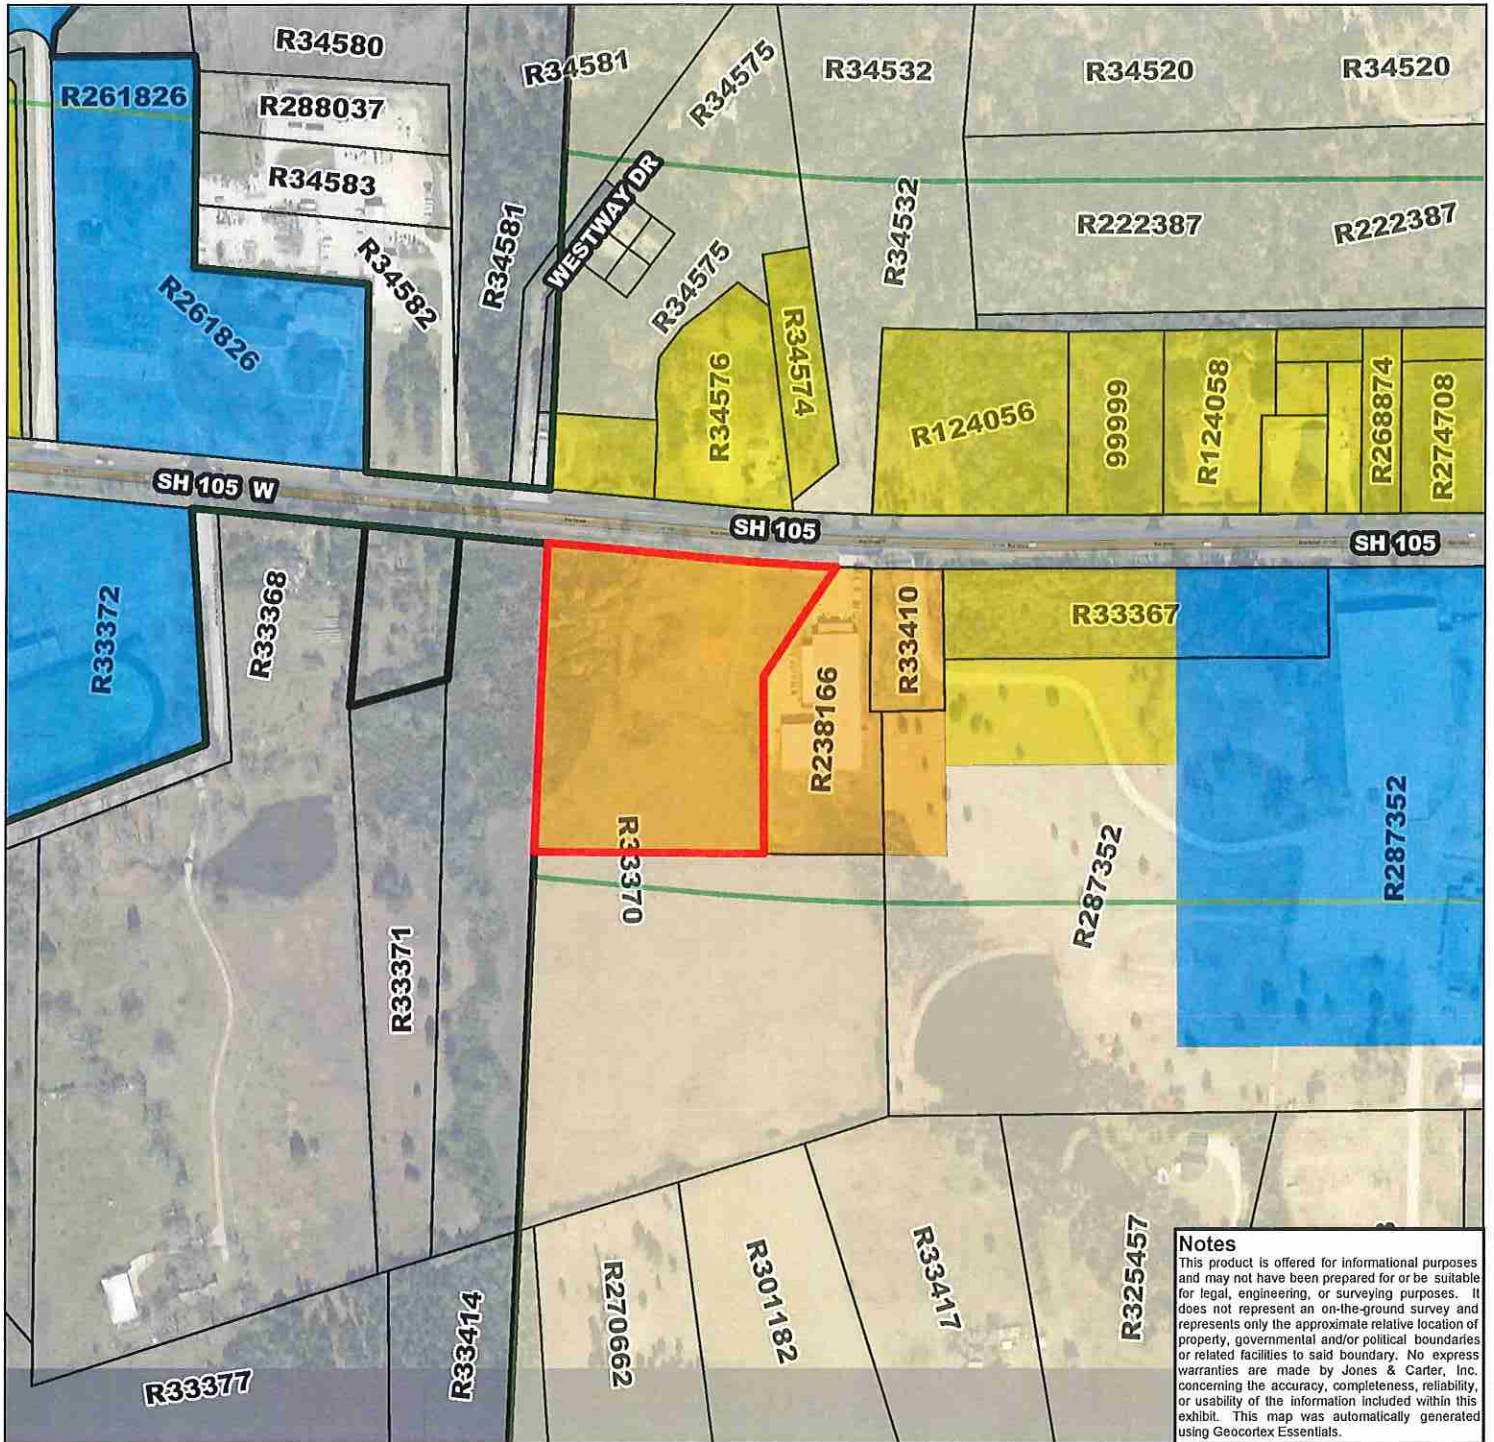 R34580
R34581
R34575
R34532
R34520
R34520
R261826
R288037
R34583
WESTWAY DR
R34532
R222387
R222387
R34581
R34582
R34575
R261826
R34576
R34574
R124056
99999
R124058
R268874
R274708
SH 105 W
SH 105
SH 105
R33372
R33368
R33410
R33367
R238166
R33370
R287352
R287352
R33371
R270662
R301182
R33417
R325457
R33414
R33377
Notes
This product is offered for informational purposes
and may not have been prepared for or be suitable
for legal, engineering, or surveying purposes. It
does not represent an on-the-ground survey and
represents only the approximate relative location of
property, governmental and/or political boundaries
or related facilities to said boundary. No express
warranties are made by Jones & Carter, Inc.
concerning the accuracy, completeness, reliability,
or usability of the information included within this
exhibit. This map was automatically generated
using Geocortex Essentials.